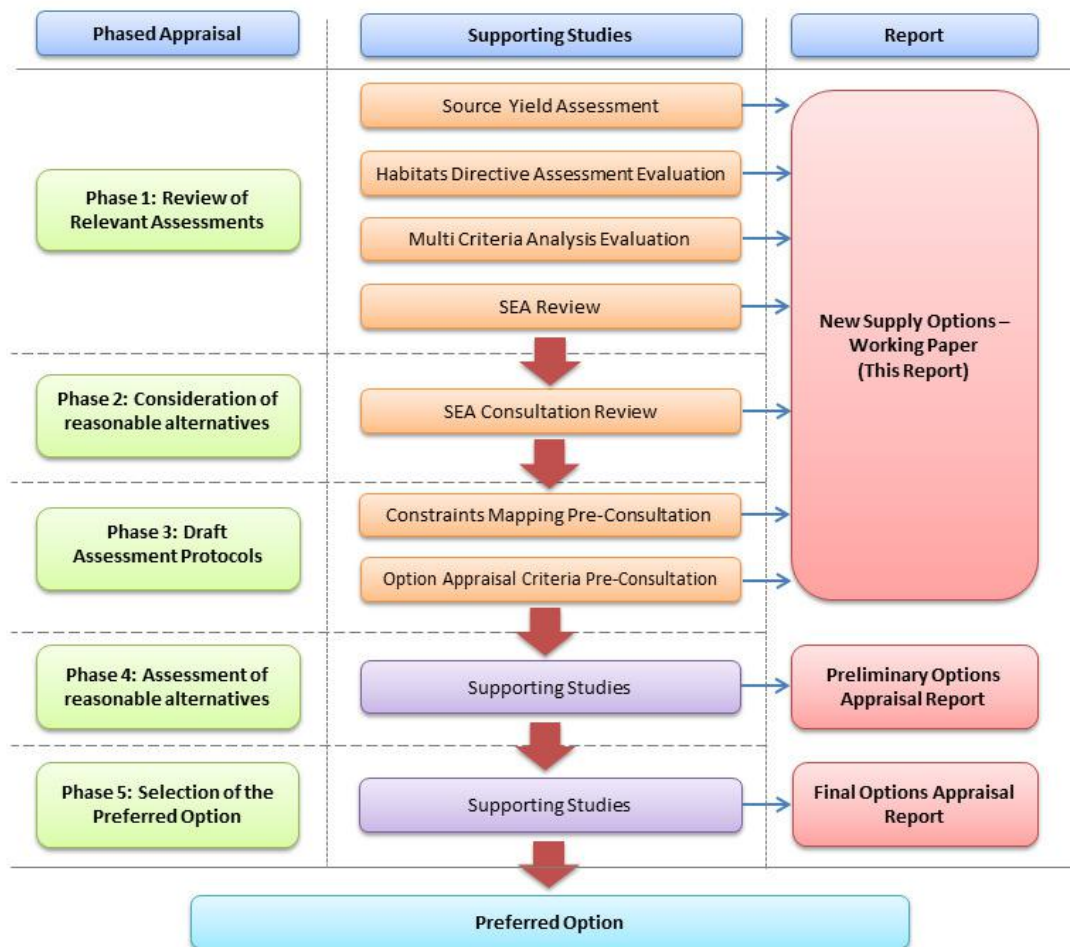 Phased Appraisal
Supporting Studies
Report
Phase 1: Review of
Relevant Assessments
Source Yield Assessment
Habitats Directive Assessment Evaluation
Multi Criteria Analysis Evaluation
SEA Review
New Supply Options –
Working Paper
(This Report)
Phase 2: Consideration of
reasonable alternatives
SEA Consultation Review
Phase 3: Draft
Assessment Protocols
Constraints Mapping Pre-Consultation
Option Appraisal Criteria Pre-Consultation
Phase 4: Assessment of
reasonable alternatives
Supporting Studies
Preliminary Options
Appraisal Report
Phase 5: Selection of the
Preferred Option
Supporting Studies
Final Options Appraisal
Report
Preferred Option